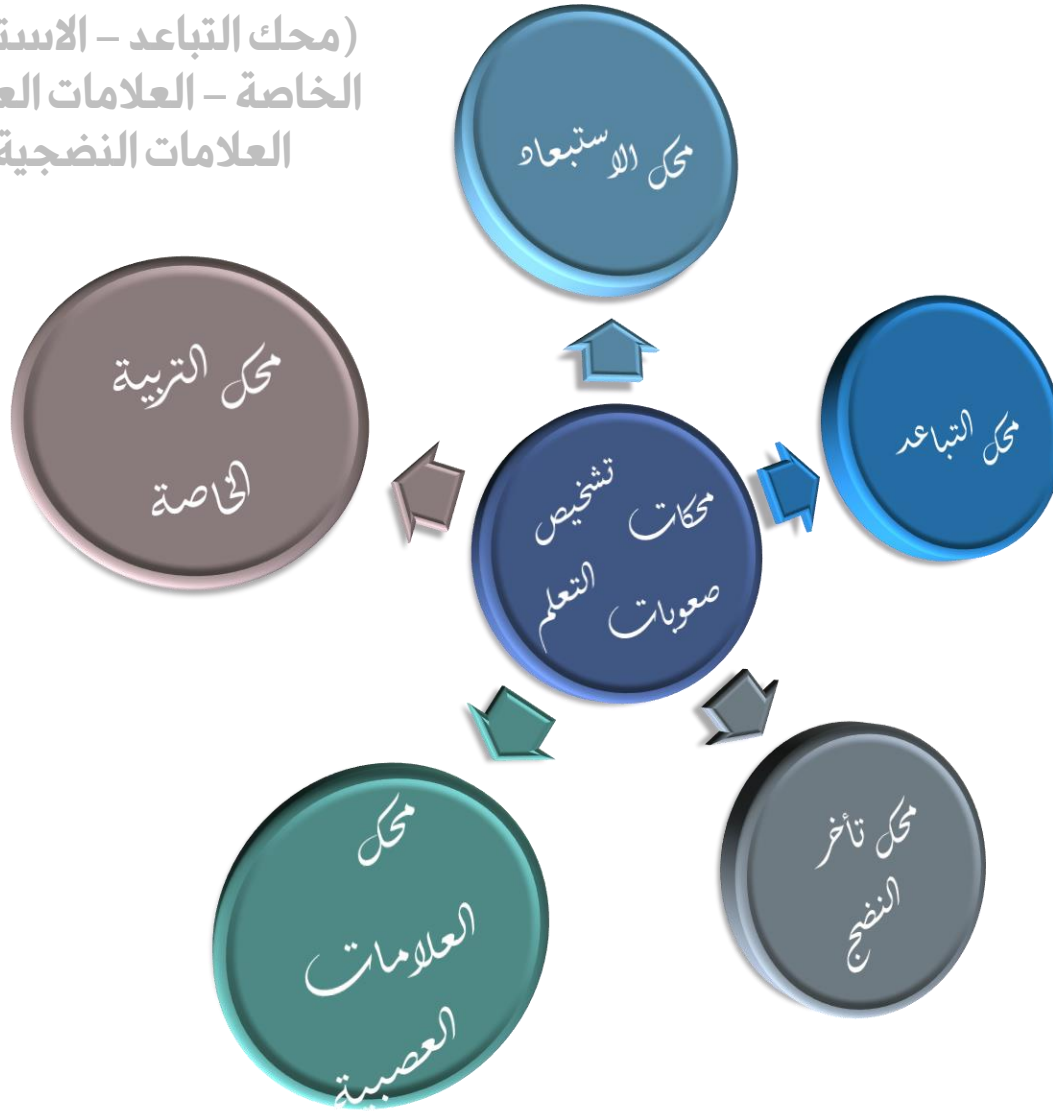 (محك التباعد – الاست
الخاصة – العلامات الع
العلامات النضجية
محك الاستبعاد
محك التربية
الخاصة
محك التباعد
محكات تشخيص
صعوبات التعلم
محك تأخر
النضج
محك
العلامات
العصبية